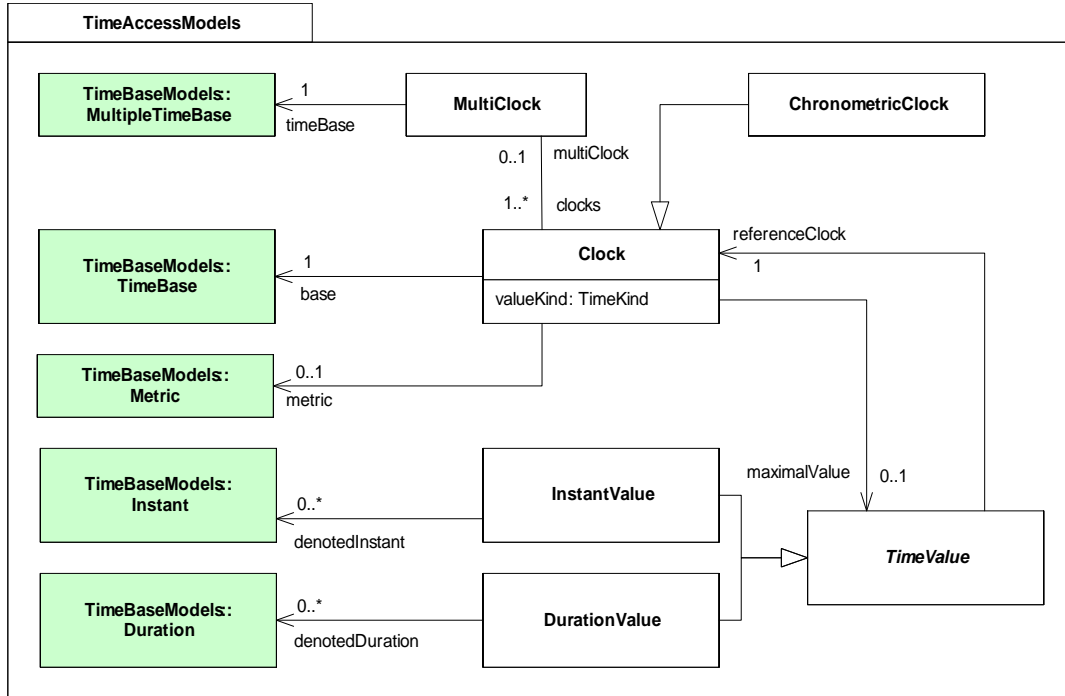 TimeAccessModels
TimeBaseModels::
MultipleTimeBase
1
timeBase
MultiClock
ChronometricClock
0..1
multiClock
1..*
clocks
TimeBaseModels::
TimeBase
1
base
Clock
valueKind: TimeKind
referenceClock
1
TimeBaseModels::
Metric
0..1
metric
maximalValue
0..1
TimeBaseModels::
Instant
0..*
denotedInstant
InstantValue
TimeValue
TimeBaseModels::
Duration
0..*
denotedDuration
DurationValue